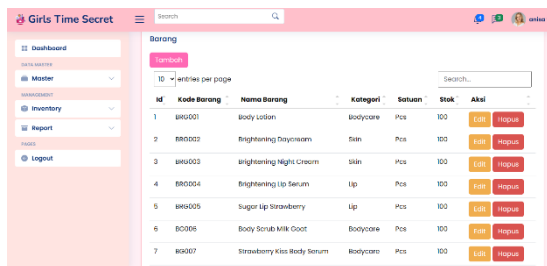 Girls Time Secret
Search
4
3
anisa
Dashboard
DATA MASTER
Master
MANAGEMENT
Inventory
Report
PAGES
Logout
Barang
Tambah
10 entries per page
Search...
Id Kode Barang Nama Barang Kategori Satuan Stok Aksi
1 BRG001 Body Lotion Bodycare Pcs 100 Edit Hapus
2 BRG002 Brightening Daycream Skin Pcs 100 Edit Hapus
3 BRG003 Brightening Night Cream Skin Pcs 100 Edit Hapus
4 BRG004 Brightening Lip Serum Lip Pcs 100 Edit Hapus
5 BRG005 Sugar Lip Strawberry Lip Pcs 100 Edit Hapus
6 BC006 Body Scrub Milk Goat Bodycare Pcs 100 Edit Hapus
7 BG007 Strawberry Kiss Body Serum Bodycare Pcs 100 Edit Hapus